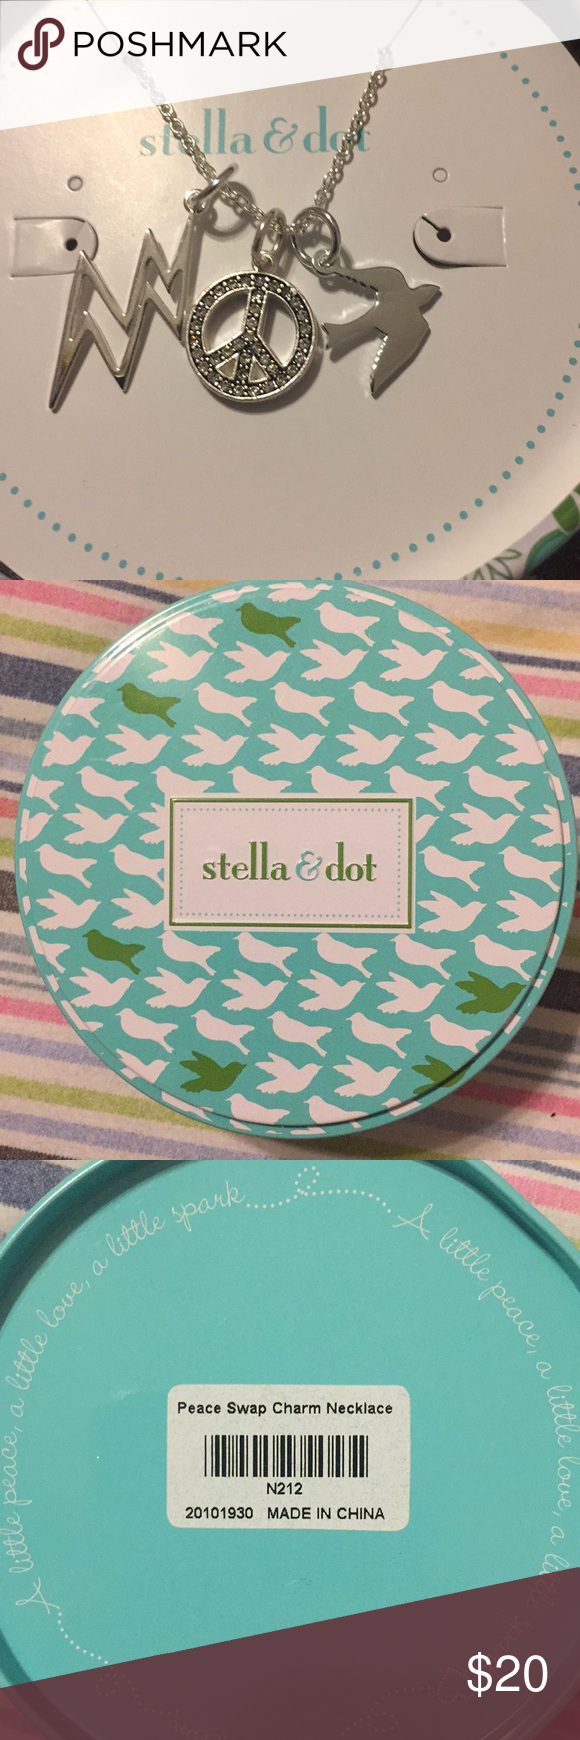 POSHMARK
stella & dot
stella & dot
A little peace, a little love, a little spark
A little peace, a little love, a
Peace Swap Charm Necklace
N212
20101930 MADE IN CHINA
$20